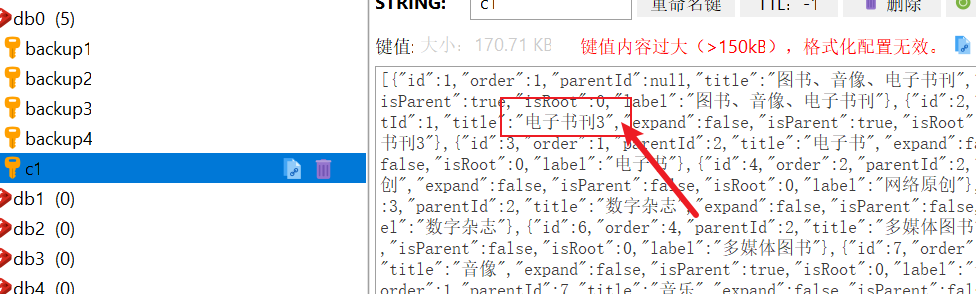 db0 (5)
backup1
backup2
backup3
backup4
c1
db1 (0)
db2 (0)
db3 (0)
db4 (0)
STRING:
c1
重命名键
TTL: -1
删除
键值: 大小: 170.71 KB
键值内容过大（>150kB），格式化配置无效。
[{"id":1,"order":1,"parentId":null,"title":"图书、音像、电子书刊",
isParent":true,"isRoot":0,"label":"图书、音像、电子书刊"},{"id":2,
tId":1,"title":"电子书刊3","expand":false,"isParent":true,"isRoot"
书刊3"},{"id":3,"order":1,"parentId":2,"title":"电子书","expand":f
false,"isRoot":0,"label":"电子书"},{"id":4,"order":2,"parentId":2,
创","expand":false,"isParent":false,"isRoot":0,"label":"网络原创"}
:3,"parentId":2,"title":"数字杂志","expand":false,"isParent":false,
el":"数字杂志"},{"id":6,"order":4,"parentId":2,"title":"多媒体图书
,"isParent":false,"isRoot":0,"label":"多媒体图书"},{"id":7,"order"
"title":"音像","expand":false,"isParent":true,"isRoot":0,"label":"
order":1,"parentId":7,"title":"音乐","expand":false,"isParent":fal